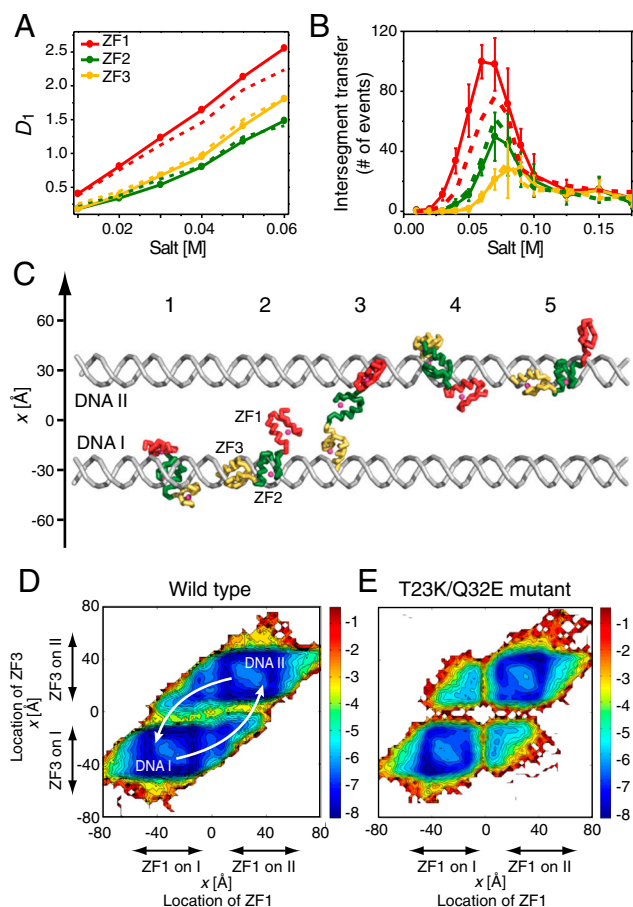 A
B
ZF1
ZF2
ZF3
D1
2.5
2.0
1.5
1.0
0.5
0.02
0.04
0.06
Salt [M]
Intersegment transfer
(# of events)
120
80
40
0
0.00
0.05
0.10
0.15
Salt [M]
C
1
2
3
4
5
x [Å]
60
30
0
-30
-60
DNA II
DNA I
ZF1
ZF3
ZF2
D
Wild type
E
T23K/Q32E mutant
Location of ZF3
x [Å]
ZF3 on II
ZF3 on I
80
40
0
-40
-80
DNA II
DNA I
-80
-40
0
40
80
-1
-2
-3
-4
-5
-6
-7
-8
ZF1 on I
ZF1 on II
x [Å]
Location of ZF1
-80
-40
0
40
80
-1
-2
-3
-4
-5
-6
-7
-8
ZF1 on I
ZF1 on II
x [Å]
Location of ZF1